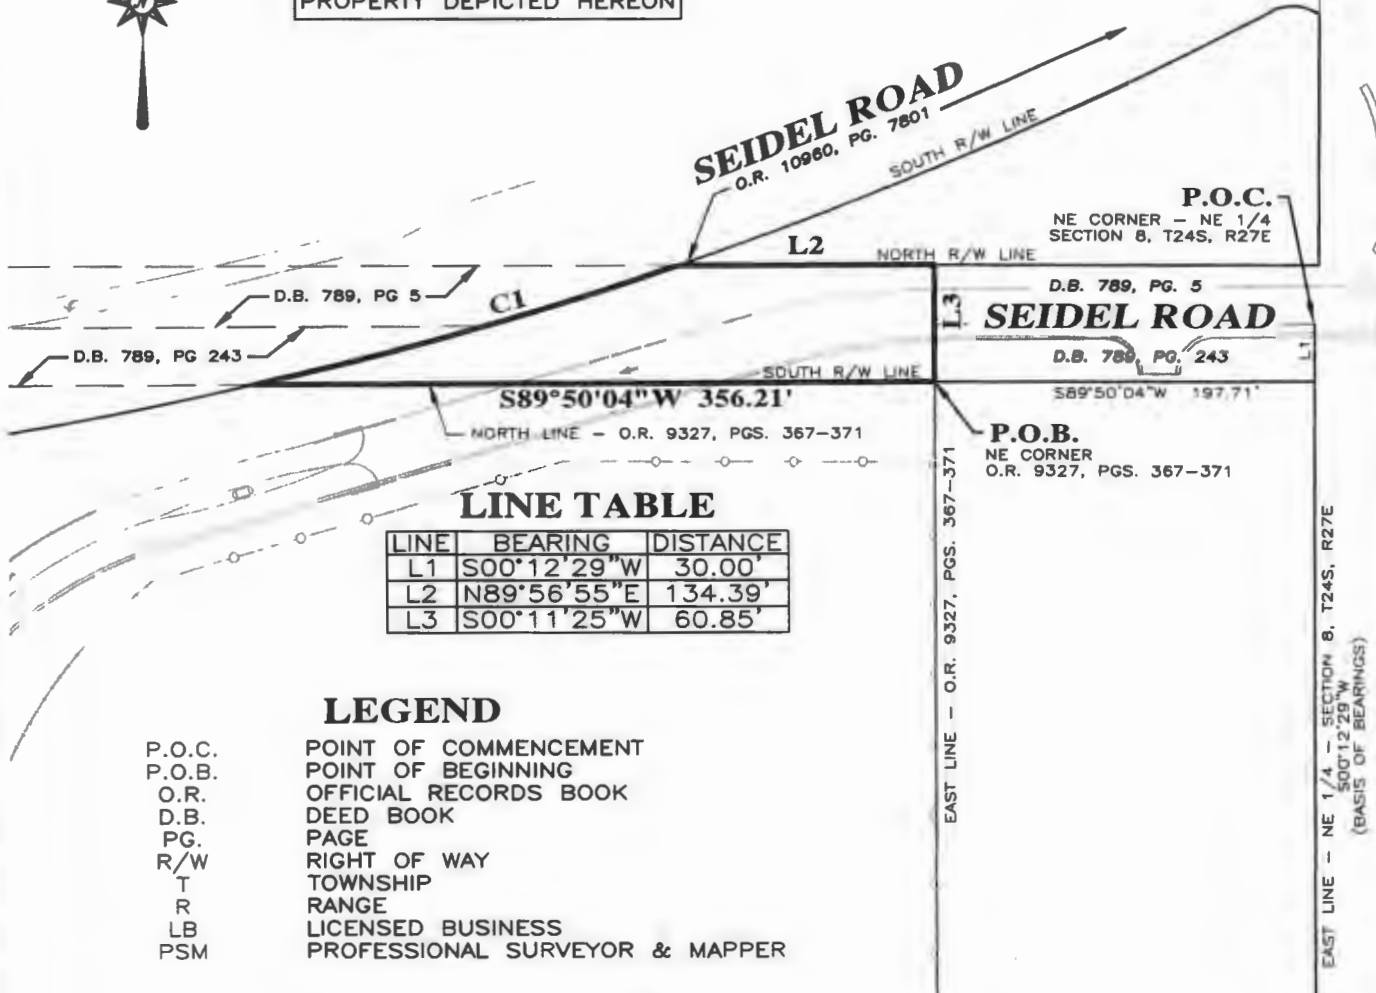 PROPERTY DEPICTED HEREON
N
SEIDEL ROAD
O.R. 10960, PG. 7801
SOUTH R/W LINE
P.O.C.
NE CORNER - NE 1/4
SECTION 8, T24S, R27E
L2
NORTH R/W LINE
D.B. 789, PG 5
C1
D.B. 789, PG. 5
L3
SEIDEL ROAD
D.B. 789, PG 243
D.B. 789, PG. 243
L1
SOUTH R/W LINE
S89°50'04"W 356.21'
S89°50'04"W 197.71'
NORTH LINE - O.R. 9327, PGS. 367-371
P.O.B.
NE CORNER
O.R. 9327, PGS. 367-371
LINE TABLE
LINE BEARING DISTANCE
L1 S00°12'29"W 30.00'
L2 N89°56'55"E 134.39'
L3 S00°11'25"W 60.85'
EAST LINE - O.R. 9327, PGS. 367-371
EAST LINE - NE 1/4 - SECTION 8, T24S, R27E
S00°12'29"W
(BASIS OF BEARINGS)
LEGEND
P.O.C. POINT OF COMMENCEMENT
P.O.B. POINT OF BEGINNING
O.R. OFFICIAL RECORDS BOOK
D.B. DEED BOOK
PG. PAGE
R/W RIGHT OF WAY
T TOWNSHIP
R RANGE
LB LICENSED BUSINESS
PSM PROFESSIONAL SURVEYOR & MAPPER